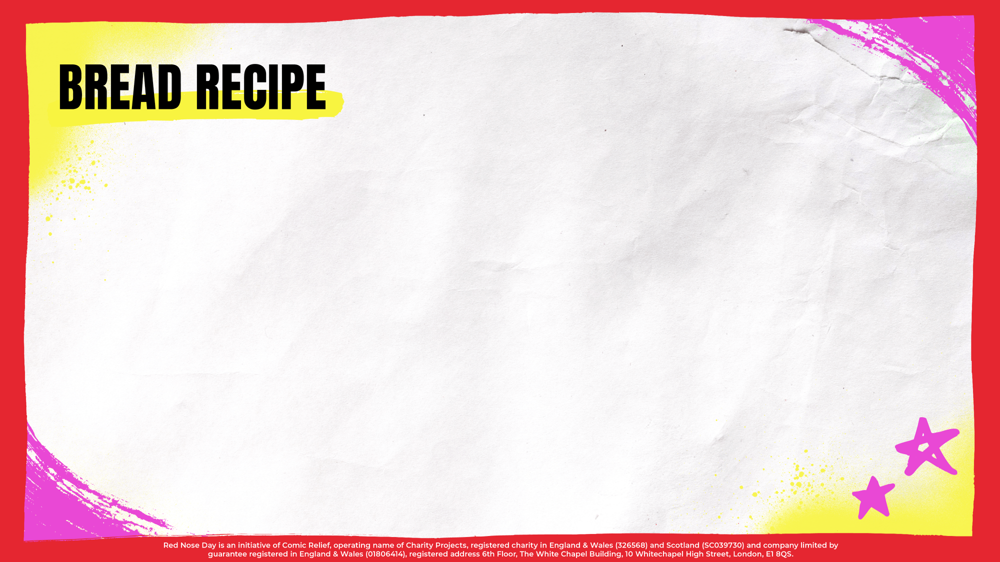 BREAD RECIPE
Red Nose Day is an initiative of Comic Relief, operating name of Charity Projects, registered charity in England & Wales (326568) and Scotland (SC039730) and company limited by
guarantee registered in England & Wales (01806414), registered address 6th Floor, The White Chapel Building, 10 Whitechapel High Street, London, E1 8QS.